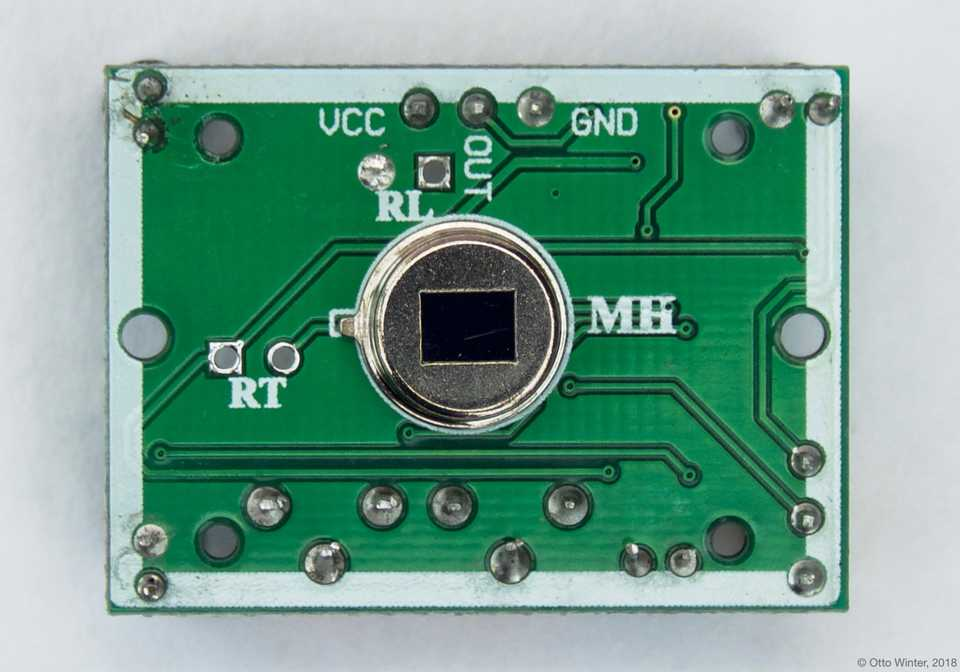 VCC
GND
OUT
RL
MH
RT
© Otto Winter, 2018